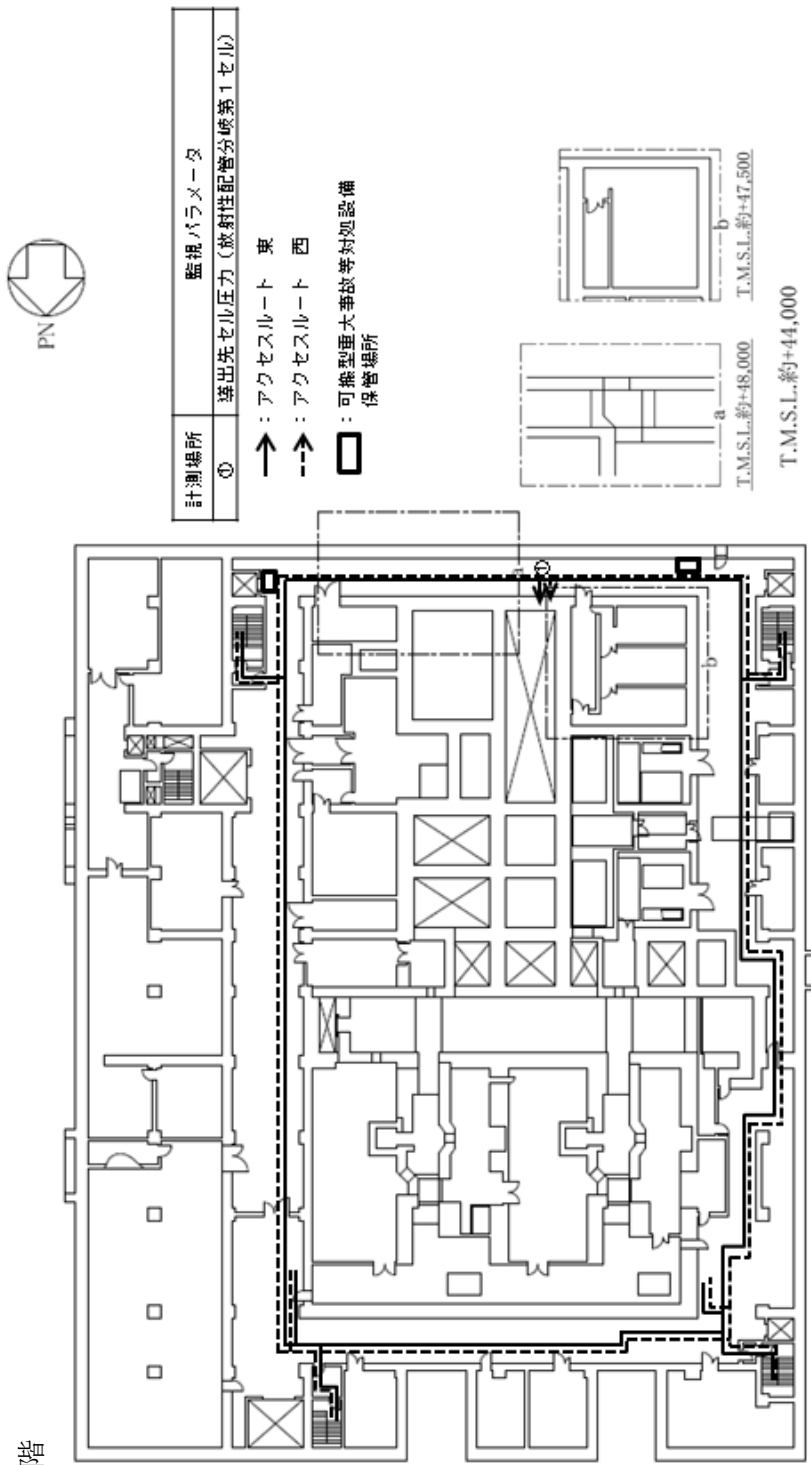 階
PN
計測場所
監視パラメータ
①
導出先セル圧力（放射性配管分岐第１セル）
：アクセスルート　東
：アクセスルート　西
：可搬型重大事故等対処設備
保管場所
①
a
b
a
T.M.S.L.約+48,000
b
T.M.S.L.約+47,500
T.M.S.L.約+44,000